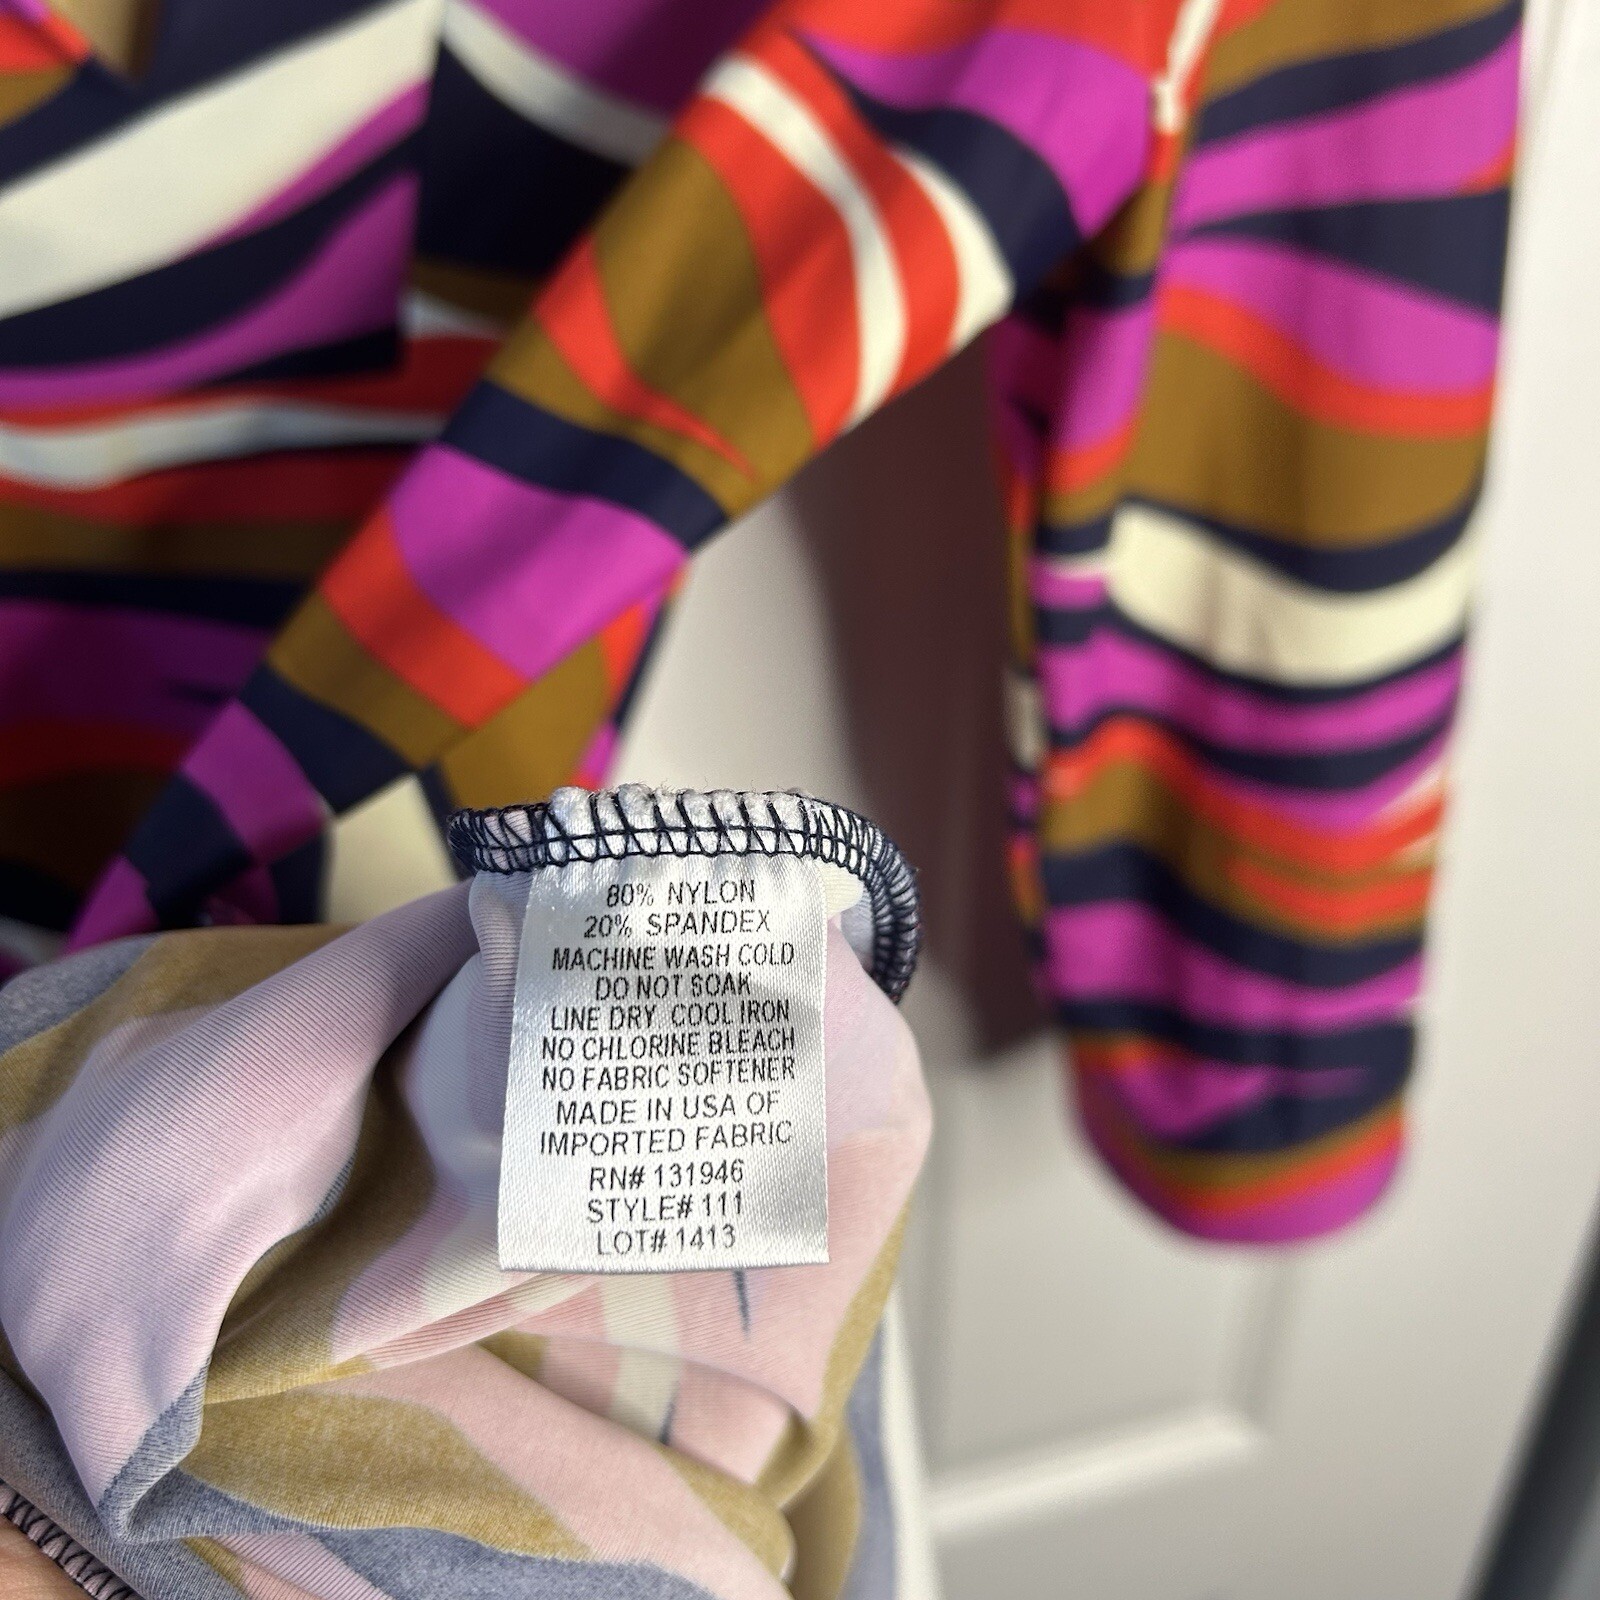 80% NYLON
20% SPANDEX
MACHINE WASH COLD
DO NOT SOAK
LINE DRY COOL IRON
NO CHLORINE BLEACH
NO FABRIC SOFTENER
MADE IN USA OF
IMPORTED FABRIC
RN# 131946
STYLE# 111
LOT# 1413